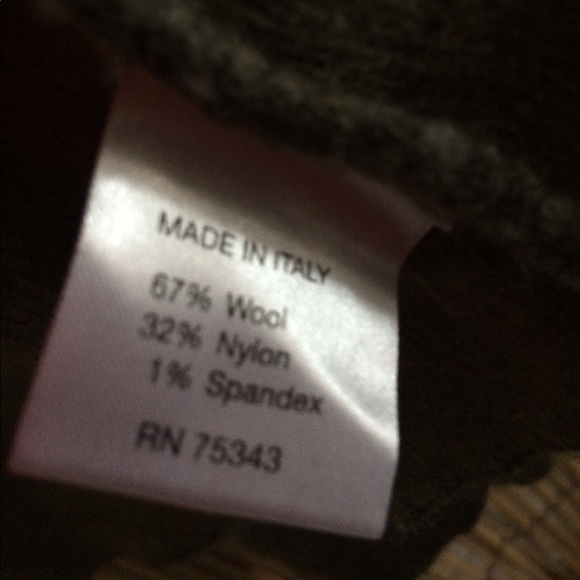 MADE IN ITALY
67% Wool
32% Nylon
1% Spandex
RN 75343